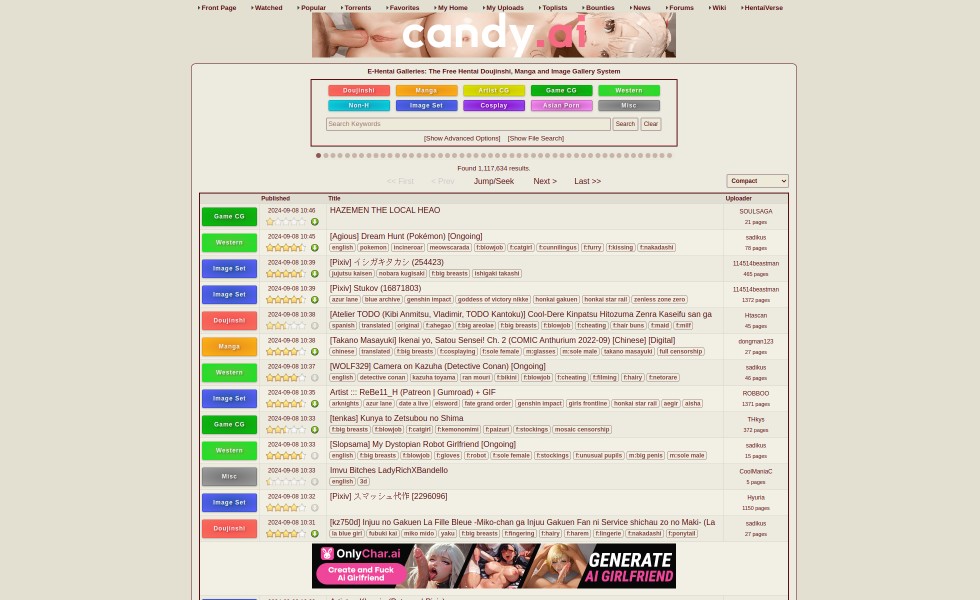 Front Page Watched Popular Torrents Favorites My Home My Uploads Toplists Bounties News Forums Wiki HentaiVerse
candy.ai
E-Hentai Galleries: The Free Hentai Doujinshi, Manga and Image Gallery System
Doujinshi Manga Artist CG Game CG Western
Non-H Image Set Cosplay Asian Porn Misc
Search Keywords Search Clear
[Show Advanced Options] [Show File Search]
Found 1,117,634 results.
<< First < Prev Jump/Seek Next > Last >> Compact
Published Title Uploader
Game CG 2024-09-08 10:46 HAZEMEN THE LOCAL HEAO SOULSAGA
21 pages
Western 2024-09-08 10:45 [Agious] Dream Hunt (Pokémon) [Ongoing] sadikus
english pokemon incineroar meowscarada f:blowjob f:catgirl f:cunnilingus f:furry f:kissing f:nakadashi 78 pages
Image Set 2024-09-08 10:39 [Pixiv] イシガキタカシ (254423) 114514beastman
jujutsu kaisen nobara kugisaki f:big breasts ishigaki takashi 465 pages
Image Set 2024-09-08 10:39 [Pixiv] Stukov (16871803) 114514beastman
azur lane blue archive genshin impact goddess of victory nikke honkai gakuen honkai star rail zenless zone zero 1372 pages
Doujinshi 2024-09-08 10:38 [Atelier TODO (Kibi Anmitsu, Vladimir, TODO Kantoku)] Cool-Dere Kinpatsu Hitozuma Zenra Kaseifu san ga Htascan
spanish translated original f:ahegao f:big areolae f:big breasts f:blowjob f:cheating f:hair buns f:maid f:milf 45 pages
Manga 2024-09-08 10:38 [Takano Masayuki] Ikenai yo, Satou Sensei! Ch. 2 (COMIC Anthurium 2022-09) [Chinese] [Digital] dongman123
chinese translated f:big breasts f:cosplaying f:sole female m:glasses m:sole male takano masayuki full censorship 27 pages
Western 2024-09-08 10:37 [WOLF329] Camera on Kazuha (Detective Conan) [Ongoing] sadikus
english detective conan kazuha toyama ran mouri f:bikini f:blowjob f:cheating f:filming f:hairy f:netorare 46 pages
Image Set 2024-09-08 10:35 Artist ::: ReBe11_H (Patreon | Gumroad) + GIF ROBBOO
arknights azur lane date a live elsword fate grand order genshin impact girls frontline honkai star rail aegir aisha 1371 pages
Game CG 2024-09-08 10:33 [tenkas] Kunya to Zetsubou no Shima THkys
f:big breasts f:blowjob f:catgirl f:kemonomimi f:paizuri f:stockings mosaic censorship 372 pages
Western 2024-09-08 10:33 [Slopsama] My Dystopian Robot Girlfriend [Ongoing] sadikus
english f:big breasts f:blowjob f:gloves f:robot f:sole female f:stockings f:unusual pupils m:big penis m:sole male 15 pages
Misc 2024-09-08 10:33 Imvu Bitches LadyRichXBandello CoolManiaC
english 3d 5 pages
Image Set 2024-09-08 10:32 [Pixiv] スマッシュ代作 [2296096] Hyuria
1150 pages
Doujinshi 2024-09-08 10:31 [kz750d] Injuu no Gakuen La Fille Bleue -Miko-chan ga Injuu Gakuen Fan ni Service shichau zo no Maki- (La sadikus
la blue girl fubuki kai miko mido yaku f:big breasts f:fingering f:hairy f:harem f:lingerie f:nakadashi f:ponytail 27 pages
OnlyChar.ai
Create and Fuck
Ai Girlfriend
GENERATE
AI GIRLFRIEND